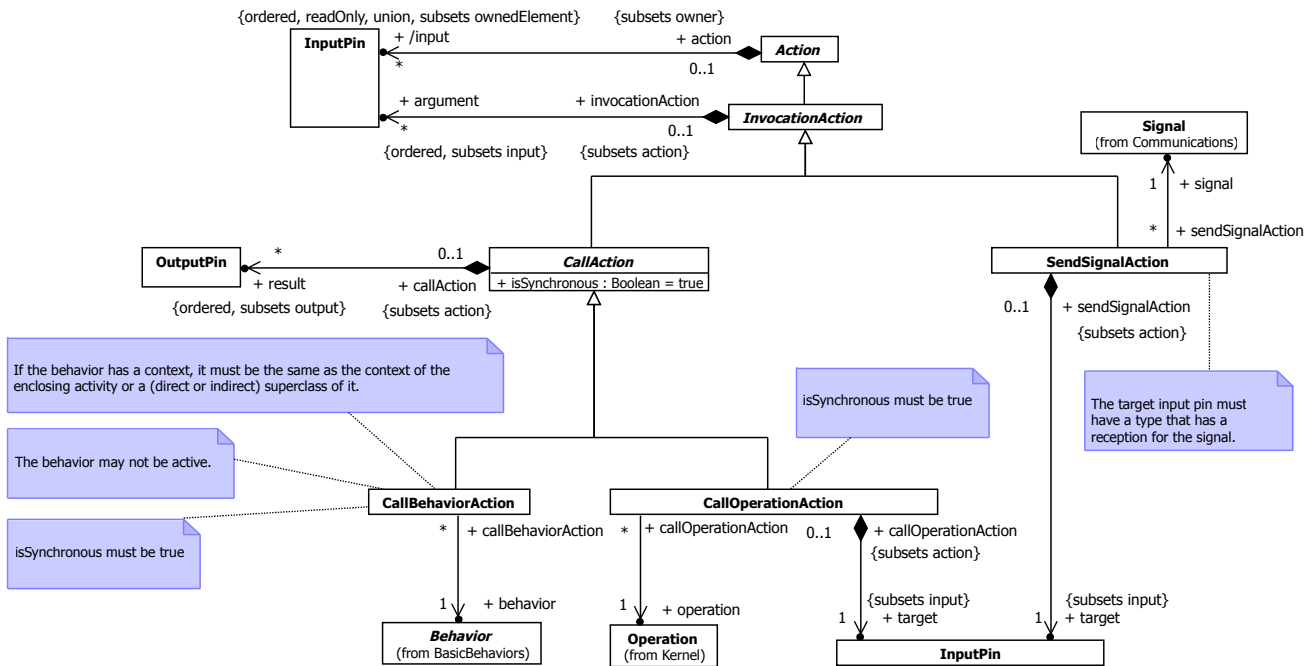 {ordered, readOnly, union, subsets ownedElement}
{subsets owner}
InputPin
+ /input
+ action
Action
*
0..1
+ argument
+ invocationAction
InvocationAction
*
0..1
{ordered, subsets input}
{subsets action}
Signal
(from Communications)
1
+ signal
*
+ sendSignalAction
OutputPin
*
0..1
CallAction
+ isSynchronous : Boolean = true
+ result
+ callAction
{ordered, subsets output}
{subsets action}
SendSignalAction
0..1
+ sendSignalAction
{subsets action}
If the behavior has a context, it must be the same as the context of the
enclosing activity or a (direct or indirect) superclass of it.
isSynchronous must be true
The target input pin must
have a type that has a
reception for the signal.
The behavior may not be active.
CallBehaviorAction
CallOperationAction
isSynchronous must be true
*
+ callBehaviorAction
*
+ callOperationAction
0..1
+ callOperationAction
{subsets action}
1
+ behavior
1
+ operation
{subsets input}
1
+ target
{subsets input}
1
+ target
Behavior
(from BasicBehaviors)
Operation
(from Kernel)
InputPin